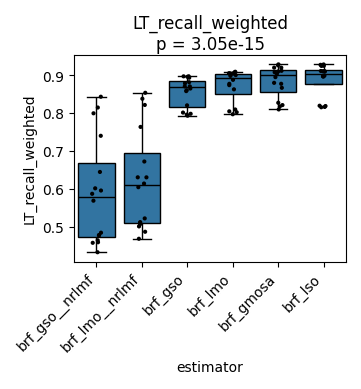 LT_recall_weighted
p = 3.05e-15
LT_recall_weighted
0.9
0.8
0.7
0.6
0.5
brf_gso__nrlmf
brf_lmo__nrlmf
brf_gso
brf_lmo
brf_gmosa
brf_lso
estimator